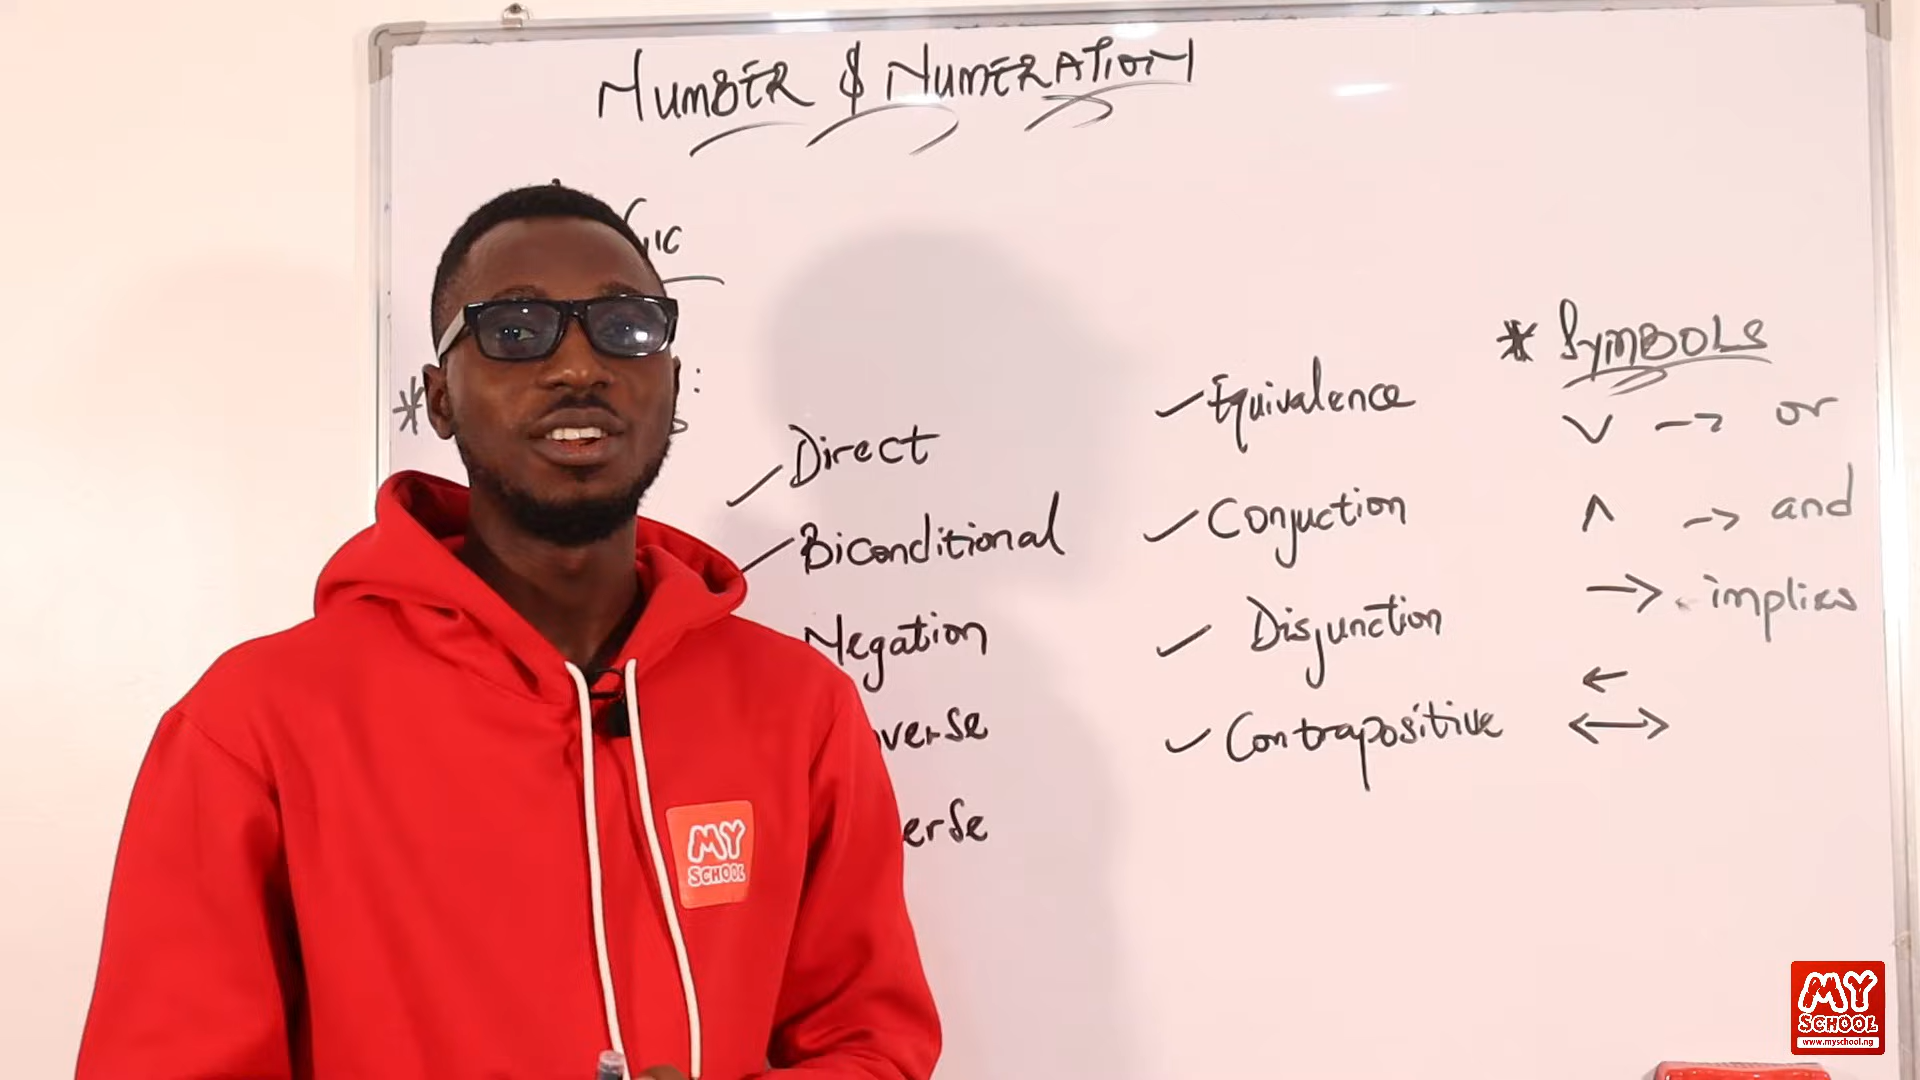 NUMBER & NUMERATION
Direct
Biconditional
Negation
Equivalence
Conjuction
Disjunction
Contrapositive
* SYMBOLS
∨ → or
∧ → and
→ implies
←
↔
MY
SCHOOL
MY
SCHOOL
www.myschool.ng